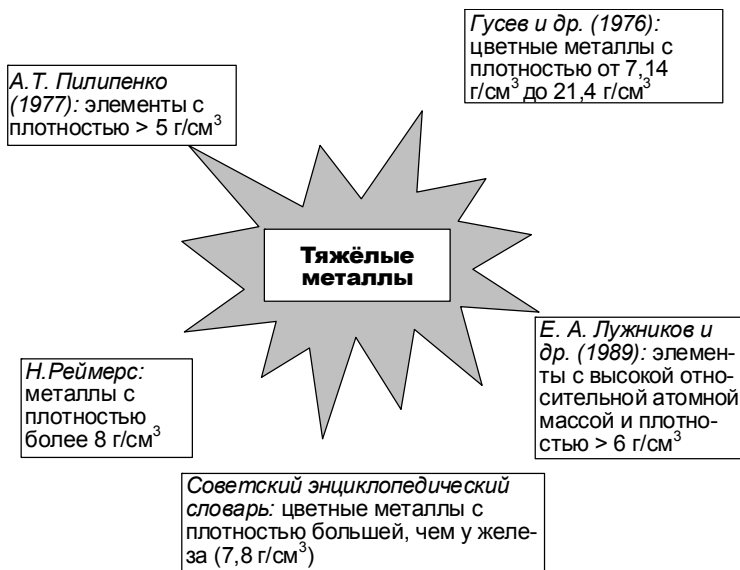 Гусев и др. (1976):
цветные металлы с
плотностью от 7,14
г/см³ до 21,4 г/см³
А.Т. Пилипенко
(1977): элементы с
плотностью > 5 г/см³
Тяжёлые
металлы
Е. А. Лужников и
др. (1989): элемен-
ты с высокой отно-
сительной атомной
массой и плотно-
стью > 6 г/см³
Н.Реймерс:
металлы с
плотностью
более 8 г/см³
Советский энциклопедический
словарь: цветные металлы с
плотностью большей, чем у желе-
за (7,8 г/см³)